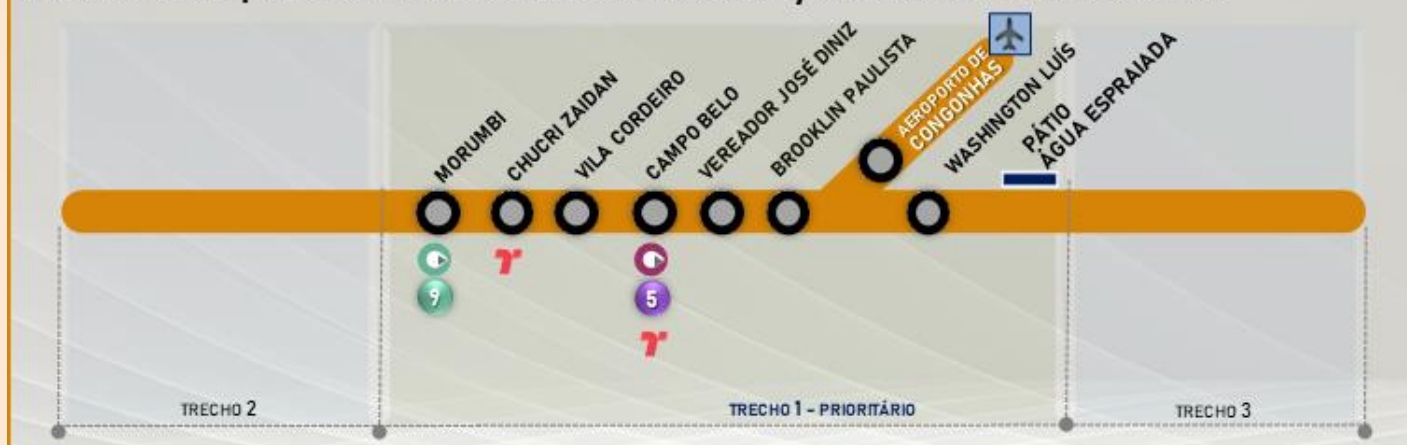 MORUMBI
CHUCRI ZAIDAN
VILA CORDEIRO
CAMPO BELO
VEREADOR JOSÉ DINIZ
BROOKLIN PAULISTA
AEROPORTO DE
CONGONHAS
WASHINGTON LUÍS
PÁTIO
ÁGUA ESPRAIADA
9
5
TRECHO 2
TRECHO 1 - PRIORITÁRIO
TRECHO 3